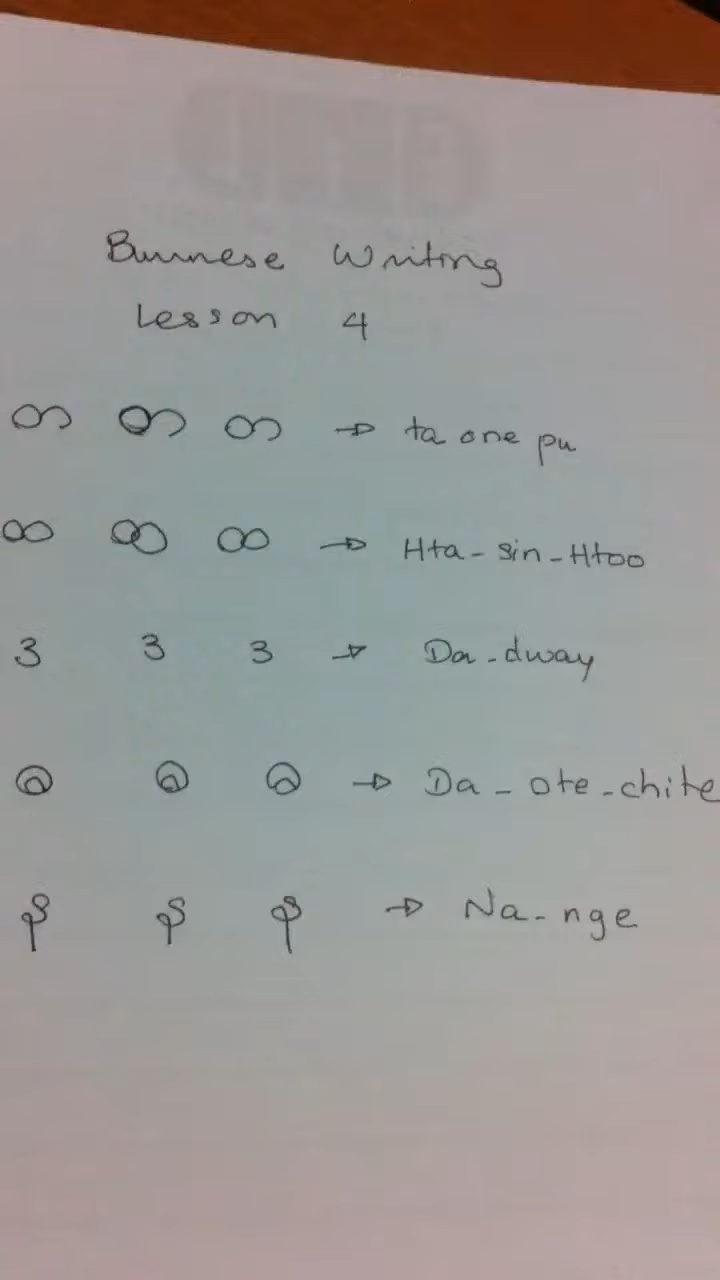 Burmese Writing
Lesson 4
တ တ တ → ta one pu
ထ ထ ထ → Hta-sin-Htoo
ဒ ဒ ဒ → Da-dway
ဓ ဓ ဓ → Da-ote-chite
န န န → Na-nge